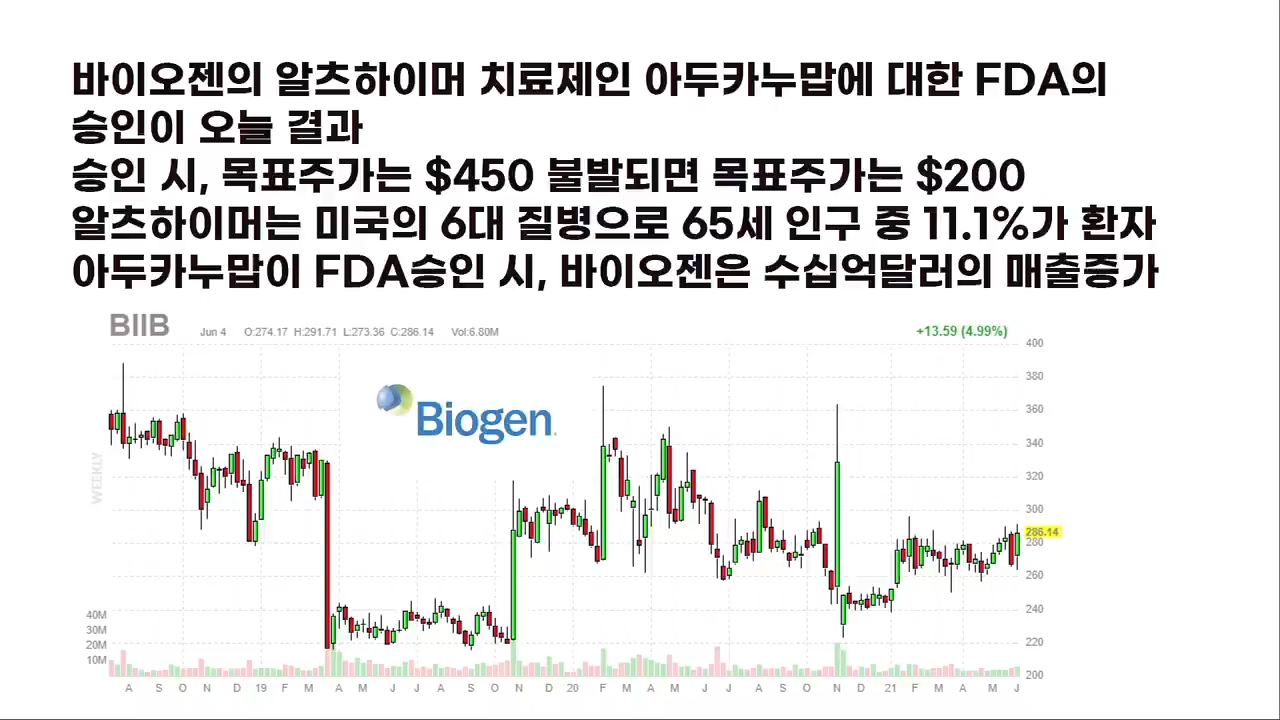 바이오젠의 알츠하이머 치료제인 아두카누맙에 대한 FDA의
승인이 오늘 결과
승인 시, 목표주가는 $450 불발되면 목표주가는 $200
알츠하이머는 미국의 6대 질병으로 65세 인구 중 11.1%가 환자
아두카누맙이 FDA승인 시, 바이오젠은 수십억달러의 매출증가
BIIB Jun 4 O:274.17 H:291.71 L:273.36 C:286.14 Vol:6.80M +13.59 (4.99%)
400
380
360
Biogen.
340
WEEKLY
320
300
286.14
280
260
240
40M
30M
220
20M
10M
200
A S O N D 19 F M A M J J A S O N D 20 F M A M J J A S O N D 21 F M A M J